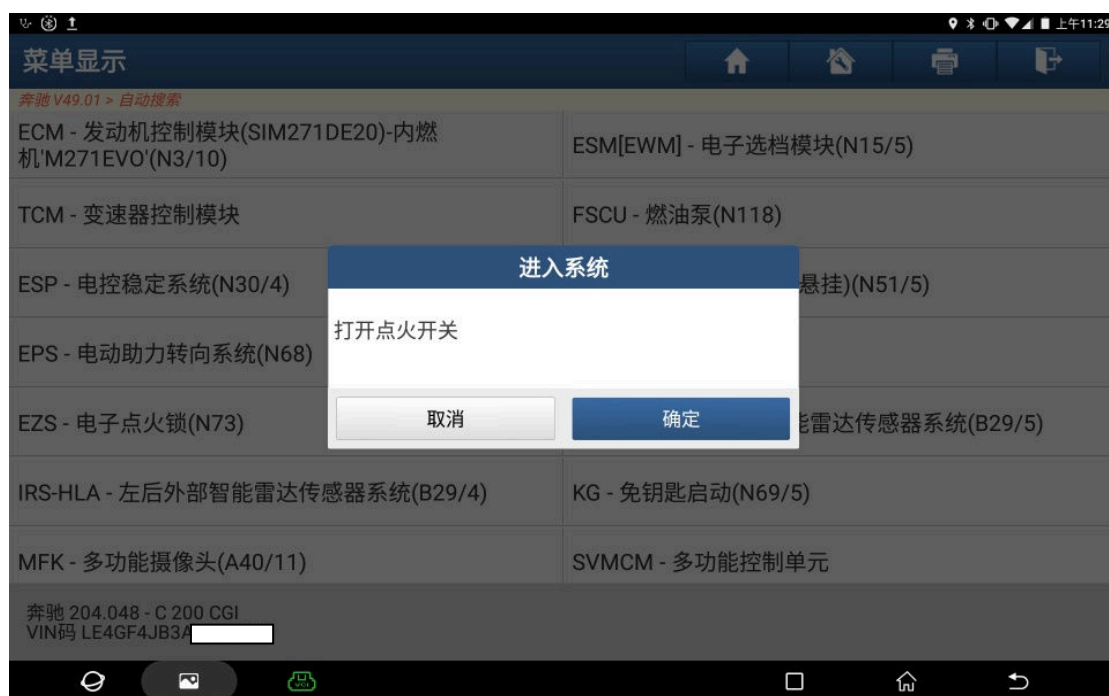 上午11:29
菜单显示
奔驰 V49.01 > 自动搜索
ECM - 发动机控制模块(SIM271DE20)-内燃
机'M271EVO'(N3/10)
ESM[EWM] - 电子选档模块(N15/5)
TCM - 变速器控制模块
FSCU - 燃油泵(N118)
进入系统
ESP - 电控稳定系统(N30/4)
悬挂)(N51/5)
打开点火开关
EPS - 电动助力转向系统(N68)
取消
确定
EZS - 电子点火锁(N73)
能雷达传感器系统(B29/5)
IRS-HLA - 左后外部智能雷达传感器系统(B29/4)
KG - 免钥匙启动(N69/5)
MFK - 多功能摄像头(A40/11)
SVMCM - 多功能控制单元
奔驰 204.048 - C 200 CGI
VIN码 LE4GF4JB3A
VCI